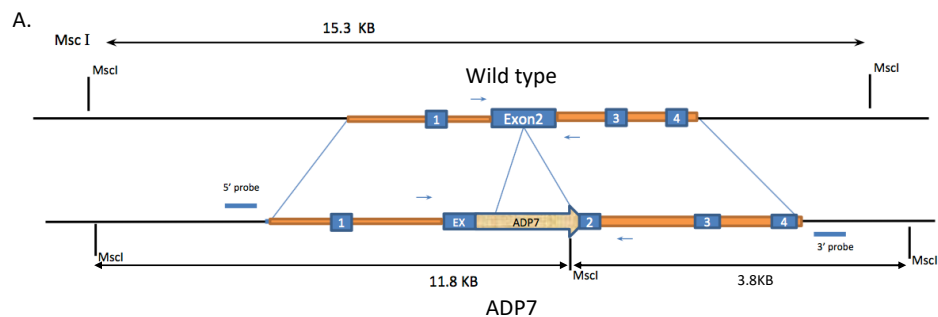 A.
Msc I
15.3 KB
MscI
MscI
Wild type
1
Exon2
3
4
5' probe
1
EX
ADP7
2
3
4
3' probe
MscI
MscI
MscI
11.8 KB
3.8KB
ADP7